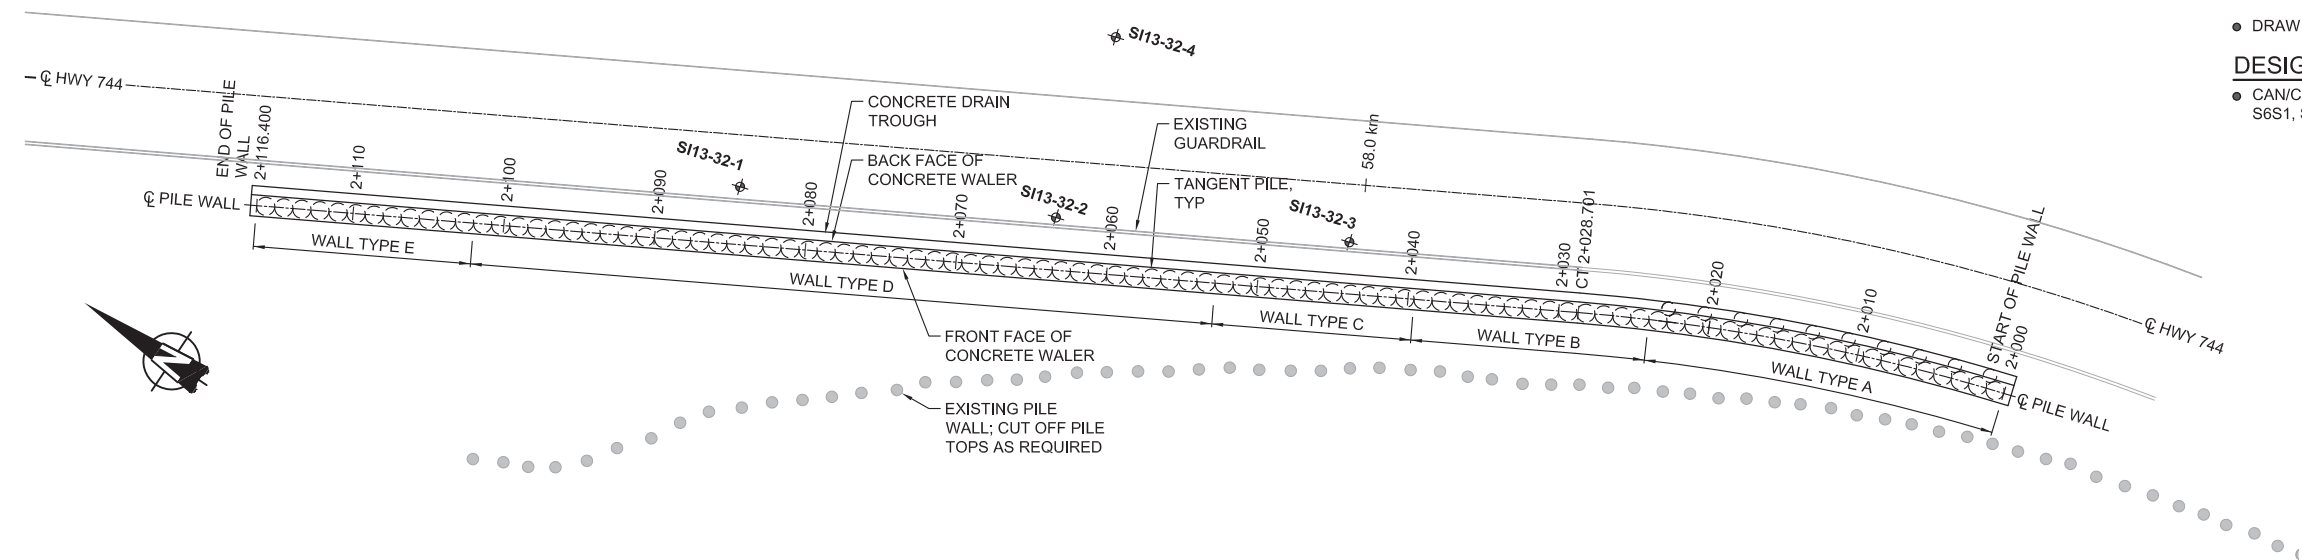 SI13-32-4
DRAW
DESIG
CAN/C
S6S1, S
℄ HWY 744
END OF PILE
WALL
2+116.400
2+110
2+100
2+090
2+080
2+070
2+060
2+050
2+040
2+030
CT 2+028.701
2+020
2+010
START OF PILE WALL
2+000
CONCRETE DRAIN
TROUGH
EXISTING
GUARDRAIL
58.0 km
SI13-32-1
BACK FACE OF
CONCRETE WALER
SI13-32-2
TANGENT PILE,
TYP
SI13-32-3
℄ PILE WALL
WALL TYPE E
WALL TYPE D
WALL TYPE C
WALL TYPE B
WALL TYPE A
℄ HWY 744
℄ PILE WALL
N
FRONT FACE OF
CONCRETE WALER
EXISTING PILE
WALL; CUT OFF PILE
TOPS AS REQUIRED